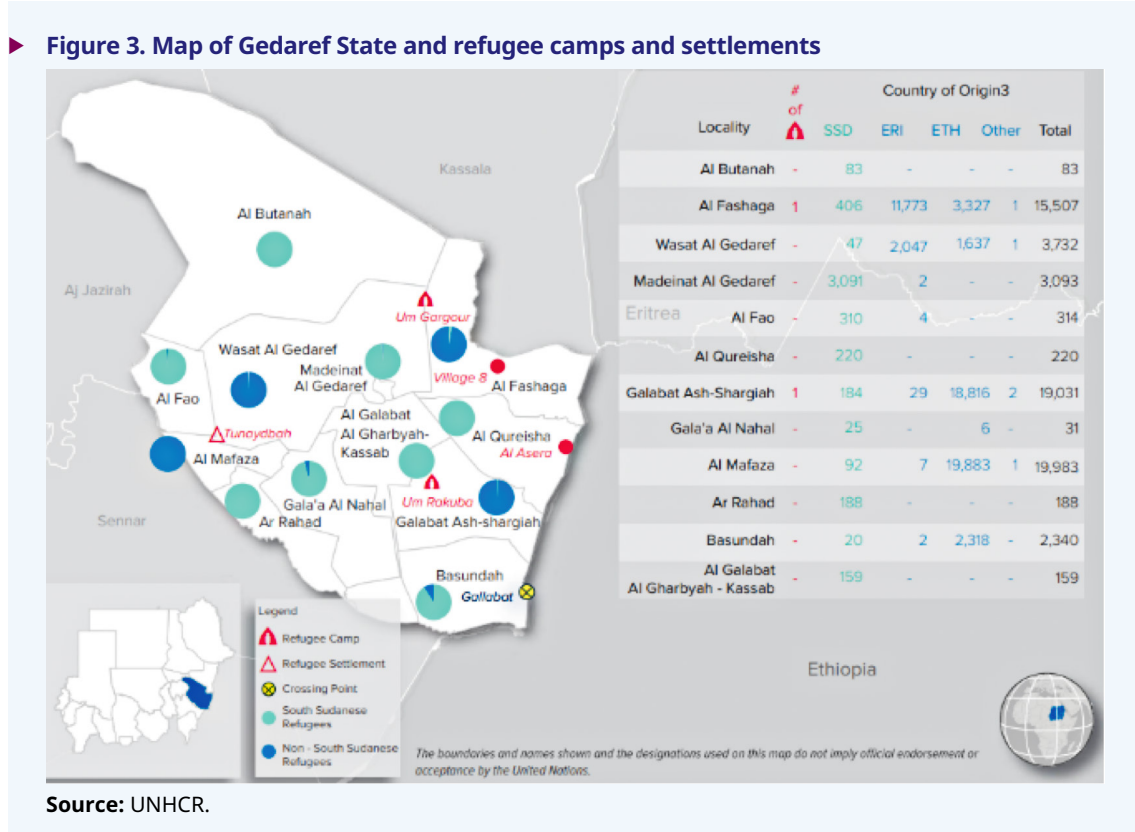 Figure 3. Map of Gedaref State and refugee camps and settlements
Kassala
Al Butanah
Aj Jazirah
Um Gargour
Wasat Al Gedaref
Madeinat
Al Gedaref
Village 8
Al Fashaga
Al Fao
Al Galabat
Al Gharbyah-
Kassab
Tunaydbah
Al Qureisha
Al Asera
Al Mafaza
Gala'a Al Nahal
Um Rakuba
Sennar
Ar Rahad
Galabat Ash-shargiah
Basundah
Gallabat
Eritrea
Ethiopia
# of Country of Origin3
Locality SSD ERI ETH Other Total
Al Butanah - 83 - - - 83
Al Fashaga 1 406 11,773 3,327 1 15,507
Wasat Al Gedaref - 47 2,047 1,637 1 3,732
Madeinat Al Gedaref - 3,091 2 - - 3,093
Al Fao - 310 4 - - 314
Al Qureisha - 220 - - - 220
Galabat Ash-Shargiah 1 184 29 18,816 2 19,031
Gala'a Al Nahal - 25 - 6 - 31
Al Mafaza - 92 7 19,883 1 19,983
Ar Rahad - 188 - - - 188
Basundah - 20 2 2,318 - 2,340
Al Galabat
Al Gharbyah - Kassab - 159 - - - 159
Legend
Refugee Camp
Refugee Settlement
Crossing Point
South Sudanese
Refugees
Non - South Sudanese
Refugees
The boundaries and names shown and the designations used on this map do not imply official endorsement or
acceptance by the United Nations.
Source: UNHCR.